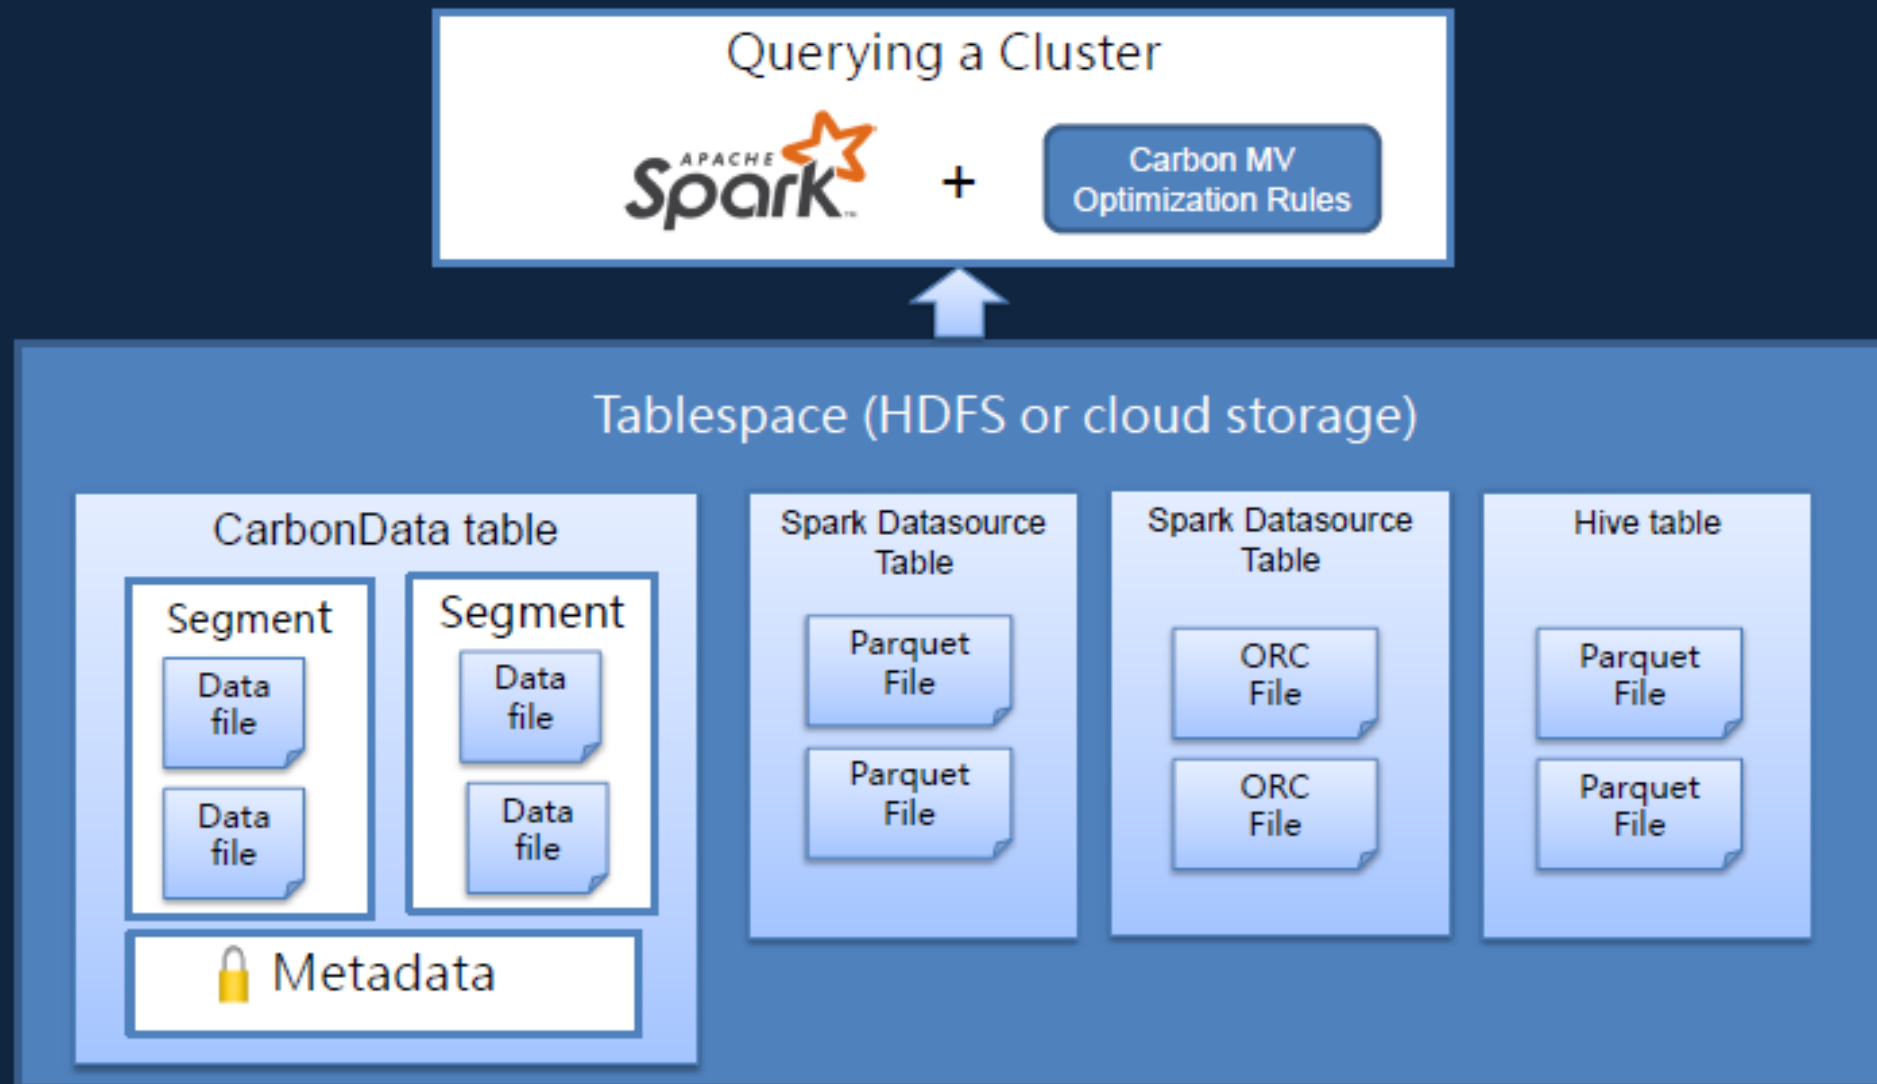 Querying a Cluster
APACHE
Spark™
+
Carbon MV
Optimization Rules
Tablespace (HDFS or cloud storage)
CarbonData table
Segment
Data
file
Data
file
Segment
Data
file
Data
file
Metadata
Spark Datasource
Table
Parquet
File
Parquet
File
Spark Datasource
Table
ORC
File
ORC
File
Hive table
Parquet
File
Parquet
File